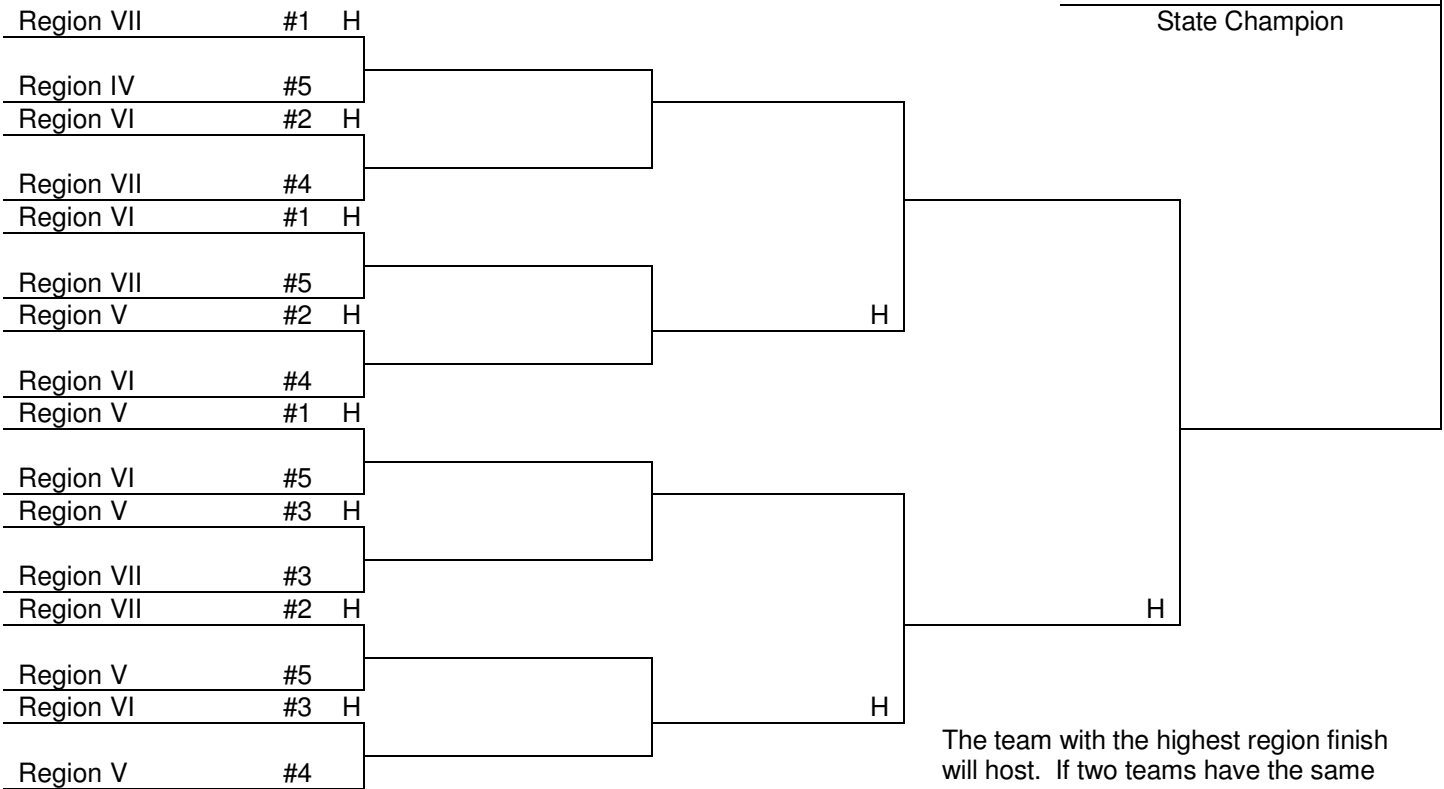 Region VII #1 H
State Champion
Region IV #5
Region VI #2 H
Region VII #4
Region VI #1 H
Region VII #5
Region V #2 H
H
Region VI #4
Region V #1 H
Region VI #5
Region V #3 H
Region VII #3
Region VII #2 H
H
Region V #5
Region VI #3 H
H
The team with the highest region finish
will host. If two teams have the same
Region V #4